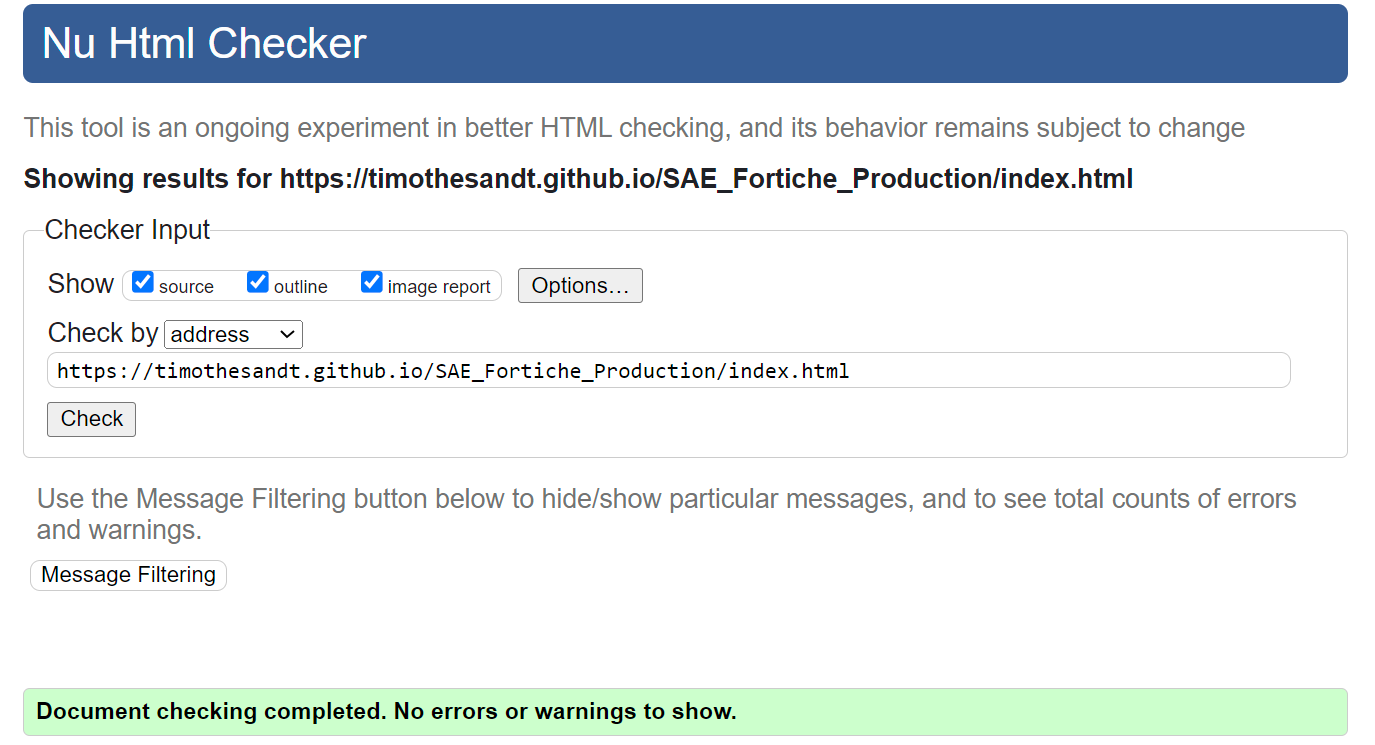 Nu Html Checker
This tool is an ongoing experiment in better HTML checking, and its behavior remains subject to change
Showing results for https://timothesandt.github.io/SAE_Fortiche_Production/index.html
Checker Input
Show source outline image report Options...
Check by address
https://timothesandt.github.io/SAE_Fortiche_Production/index.html
Check
Use the Message Filtering button below to hide/show particular messages, and to see total counts of errors
and warnings.
Message Filtering
Document checking completed. No errors or warnings to show.